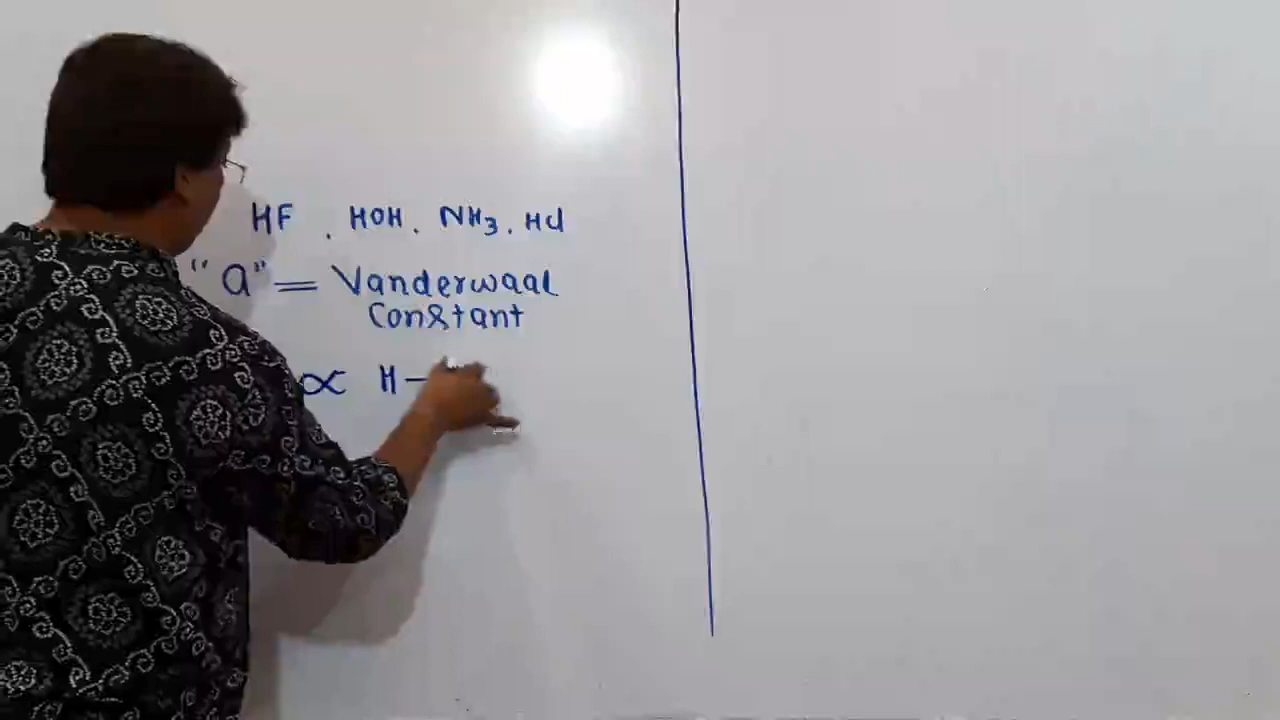 HF , HOH , NH3 , HCl
"a" = Vanderwaal
Constant
∝ H-